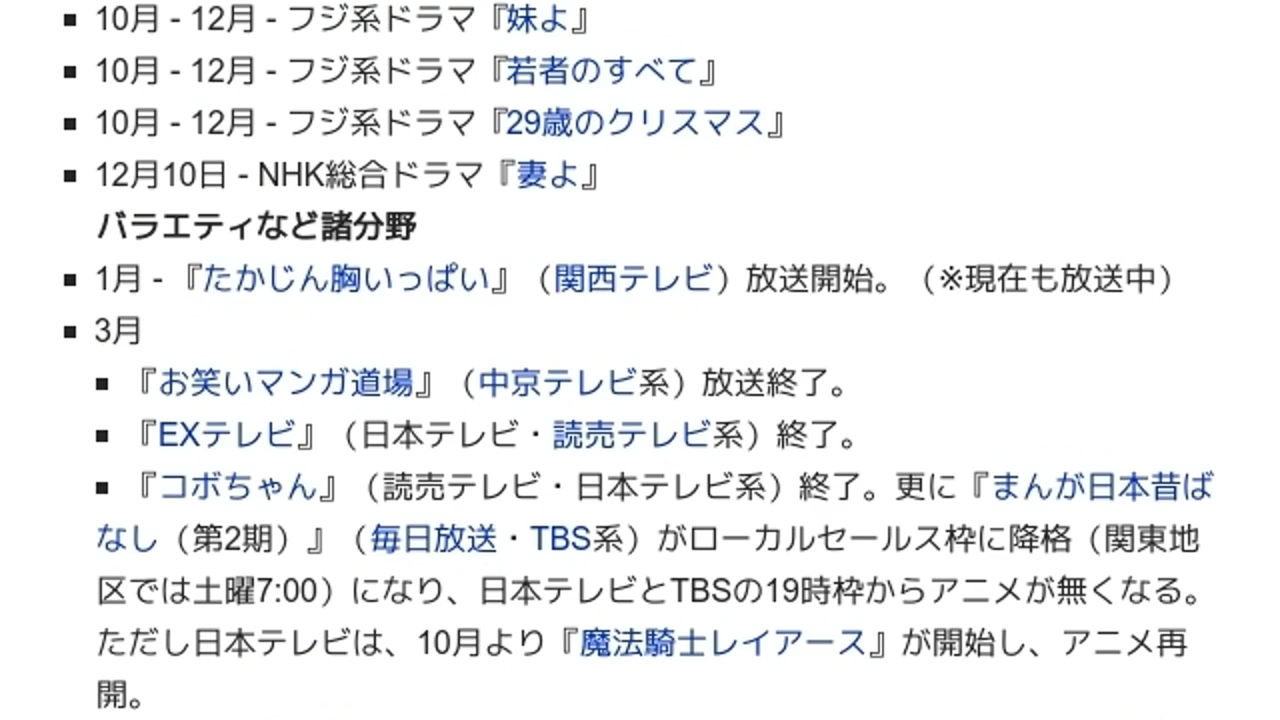 ■ 10月 - 12月 - フジ系ドラマ『妹よ』
■ 10月 - 12月 - フジ系ドラマ『若者のすべて』
■ 10月 - 12月 - フジ系ドラマ『29歳のクリスマス』
■ 12月10日 - NHK総合ドラマ『妻よ』
バラエティなど諸分野
■ 1月 - 『たかじん胸いっぱい』（関西テレビ）放送開始。（※現在も放送中）
■ 3月
■ 『お笑いマンガ道場』（中京テレビ系）放送終了。
■ 『EXテレビ』（日本テレビ・読売テレビ系）終了。
■ 『コボちゃん』（読売テレビ・日本テレビ系）終了。更に『まんが日本昔ば
なし（第2期）』（毎日放送・TBS系）がローカルセールス枠に降格（関東地
区では土曜7:00）になり、日本テレビとTBSの19時枠からアニメが無くなる。
ただし日本テレビは、10月より『魔法騎士レイアース』が開始し、アニメ再
開。